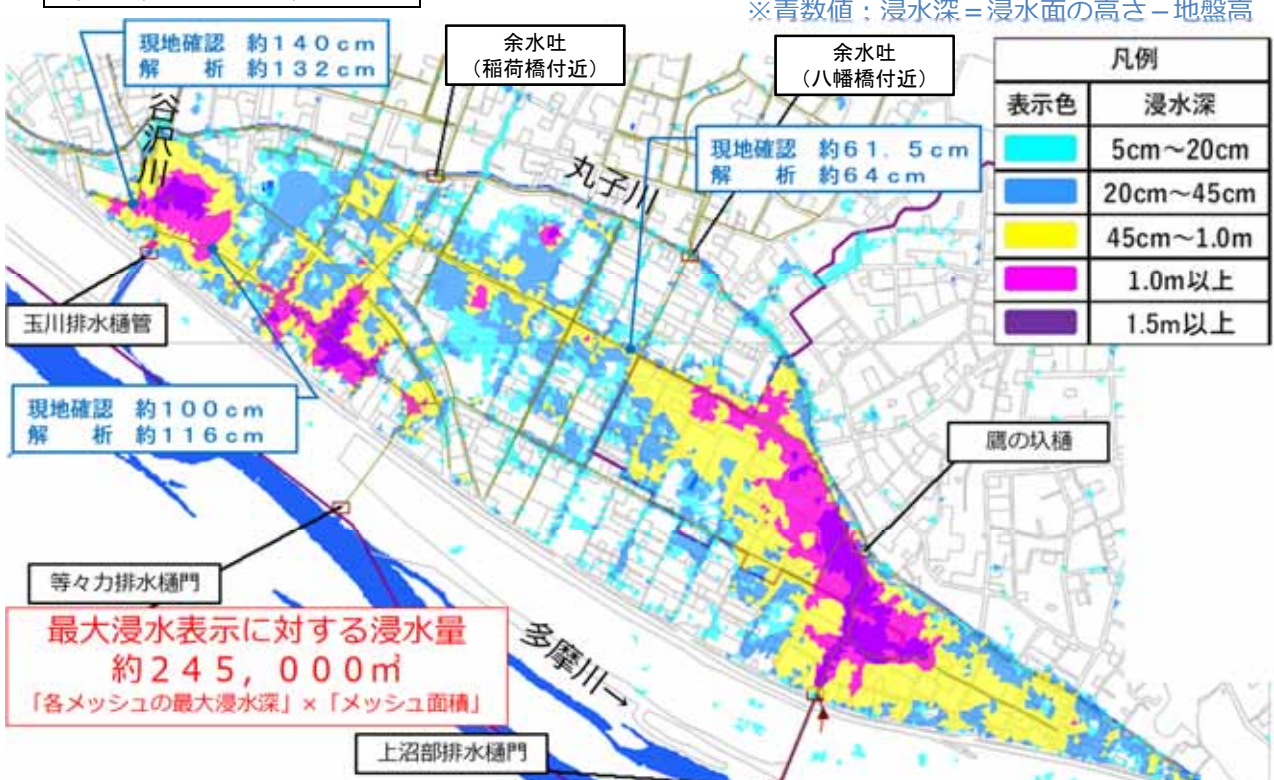 ※青数値：浸水深＝浸水面の高さ－地盤高
現地確認 約140cm
解 析 約132cm
余水吐
（稲荷橋付近）
余水吐
（八幡橋付近）
凡例
表示色 浸水深
5cm～20cm
20cm～45cm
45cm～1.0m
1.0m以上
1.5m以上
谷沢川
丸子川
現地確認 約61.5cm
解 析 約64cm
玉川排水樋管
現地確認 約100cm
解 析 約116cm
鷹の圦樋
等々力排水樋門
最大浸水表示に対する浸水量
約245,000㎥
「各メッシュの最大浸水深」×「メッシュ面積」
多摩川→
上沼部排水樋門